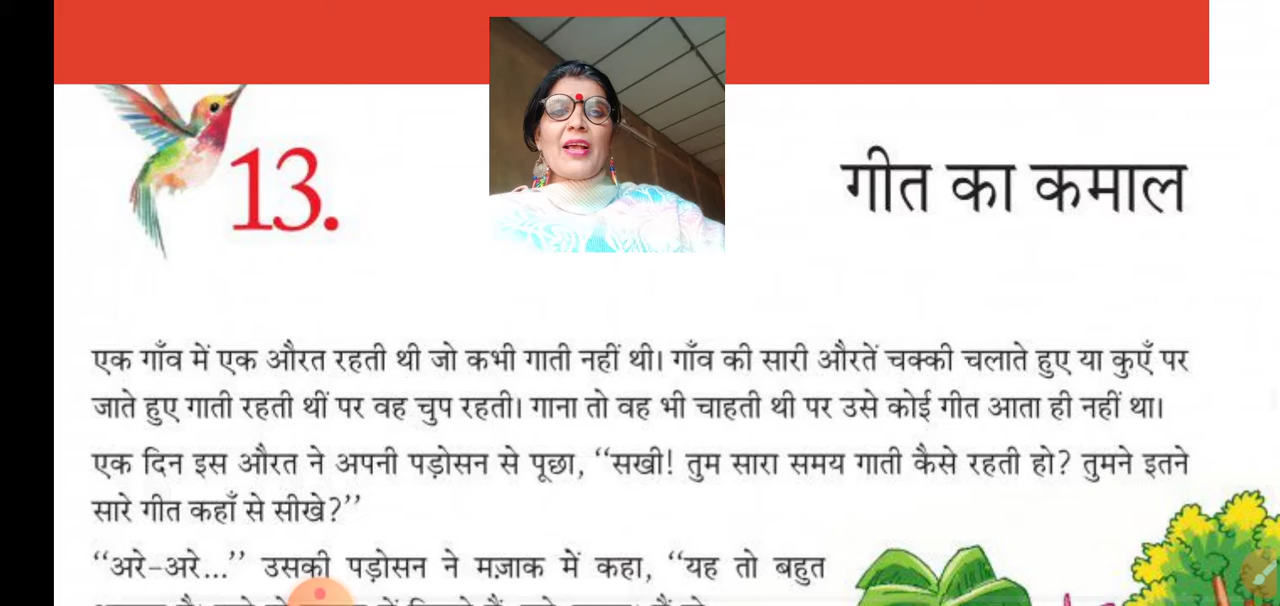 13.
गीत का कमाल
एक गाँव में एक औरत रहती थी जो कभी गाती नहीं थी। गाँव की सारी औरतें चक्की चलाते हुए या कुएँ पर
जाते हुए गाती रहती थीं पर वह चुप रहती। गाना तो वह भी चाहती थी पर उसे कोई गीत आता ही नहीं था।
एक दिन इस औरत ने अपनी पड़ोसन से पूछा, ‘‘सखी! तुम सारा समय गाती कैसे रहती हो? तुमने इतने
सारे गीत कहाँ से सीखे?’’
‘‘अरे-अरे...’’ उसकी पड़ोसन ने मज़ाक में कहा, ‘‘यह तो बहुत